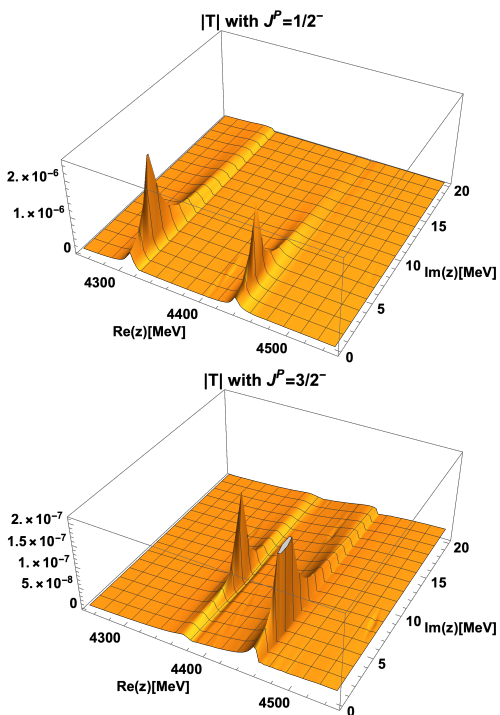 |T| with J^P=1/2⁻
2. × 10⁻⁶
1. × 10⁻⁶
0
20
15
10
5
0
Im(z)[MeV]
4300
4400
4500
Re(z)[MeV]
|T| with J^P=3/2⁻
2. × 10⁻⁷
1.5 × 10⁻⁷
1. × 10⁻⁷
5. × 10⁻⁸
0
20
15
10
5
0
Im(z)[MeV]
4300
4400
4500
Re(z)[MeV]